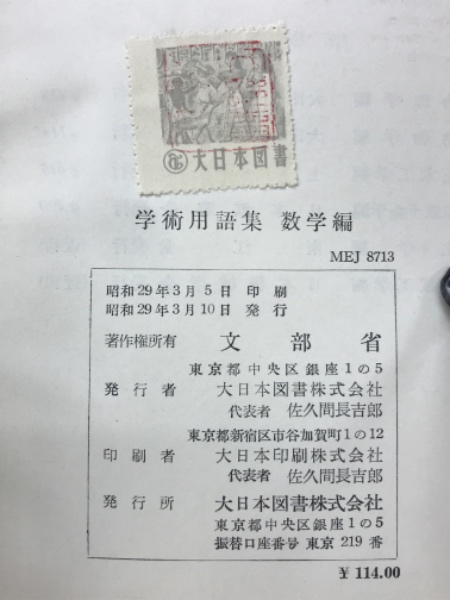 大日本図書
学術用語集 数学編
MEJ 8713
昭和29年3月5日 印刷
昭和29年3月10日 発行
著作権所有 文部省
東京都中央区銀座1の5
発行者 大日本図書株式会社
代表者 佐久間長吉郎
東京都新宿区市谷加賀町1の12
印刷者 大日本印刷株式会社
代表者 佐久間長吉郎
発行所 大日本図書株式会社
東京都中央区銀座1の5
振替口座番号 東京 219 番
¥ 114.00